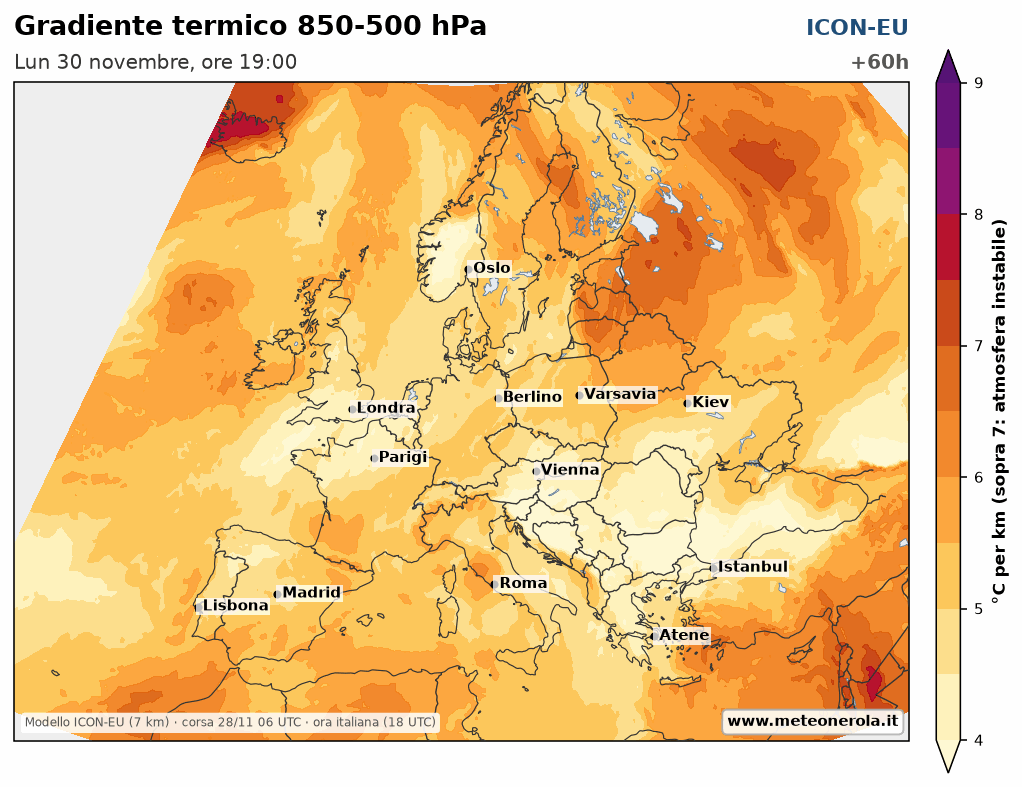 Gradiente termico 850-500 hPa
ICON-EU
Lun 30 novembre, ore 19:00
+60h
Oslo
Londra
Berlino
Varsavia
Kiev
Parigi
Vienna
Istanbul
Roma
Madrid
Lisbona
Atene
Modello ICON-EU (7 km) · corsa 28/11 06 UTC · ora italiana (18 UTC)
www.meteonerola.it
9
8
7
6
5
4
°C per km (sopra 7: atmosfera instabile)